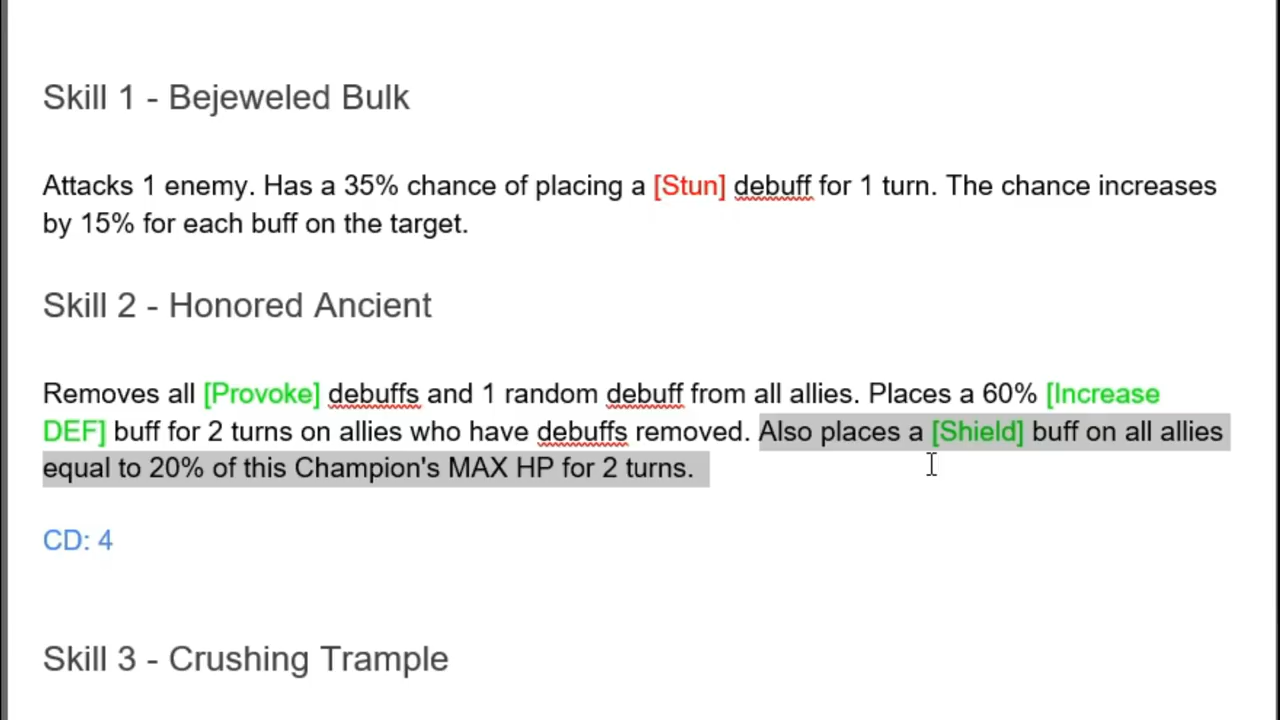 Skill 1 - Bejeweled Bulk
Attacks 1 enemy. Has a 35% chance of placing a [Stun] debuff for 1 turn. The chance increases
by 15% for each buff on the target.
Skill 2 - Honored Ancient
Removes all [Provoke] debuffs and 1 random debuff from all allies. Places a 60% [Increase
DEF] buff for 2 turns on allies who have debuffs removed. Also places a [Shield] buff on all allies
equal to 20% of this Champion's MAX HP for 2 turns.
CD: 4
Skill 3 - Crushing Trample